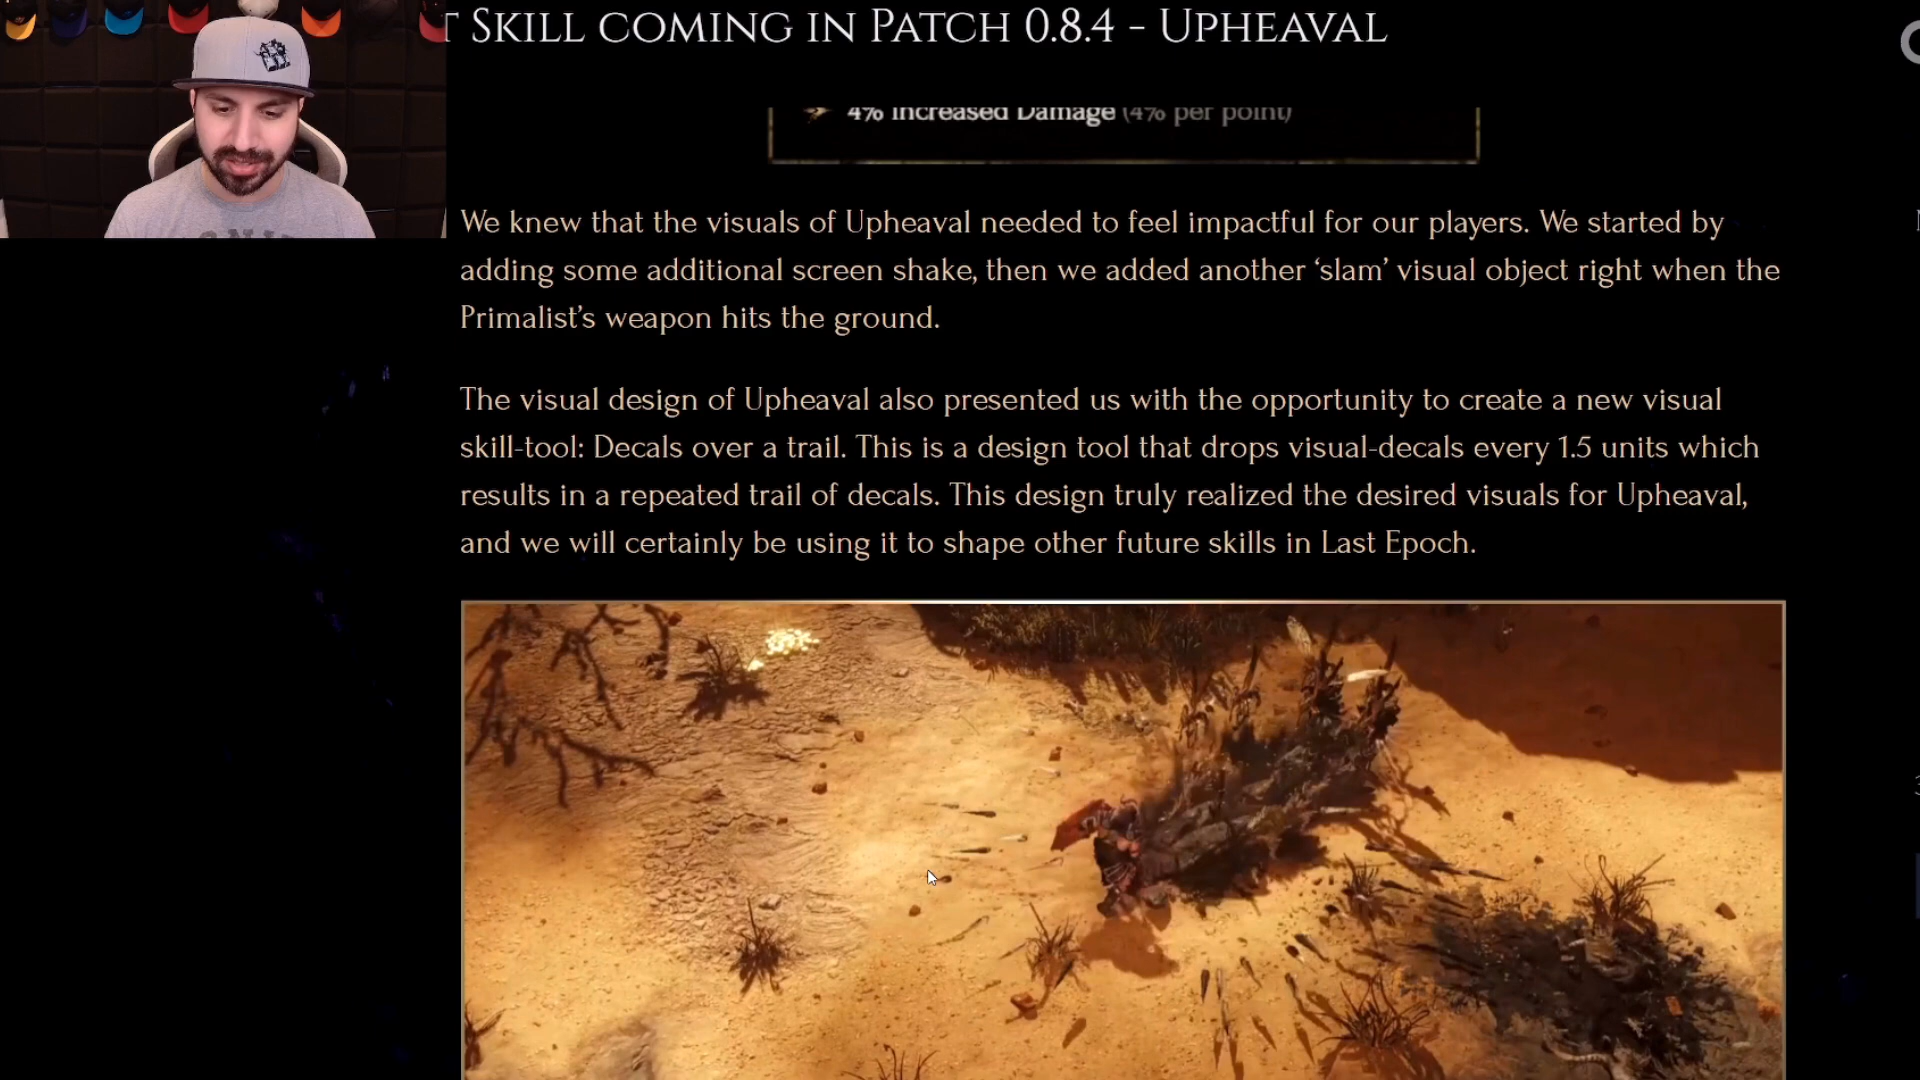 T SKILL COMING IN PATCH 0.8.4 - UPHEAVAL
4% Increased Damage (4% per point)
We knew that the visuals of Upheaval needed to feel impactful for our players. We started by
adding some additional screen shake, then we added another ‘slam’ visual object right when the
Primalist’s weapon hits the ground.
The visual design of Upheaval also presented us with the opportunity to create a new visual
skill-tool: Decals over a trail. This is a design tool that drops visual-decals every 1.5 units which
results in a repeated trail of decals. This design truly realized the desired visuals for Upheaval,
and we will certainly be using it to shape other future skills in Last Epoch.